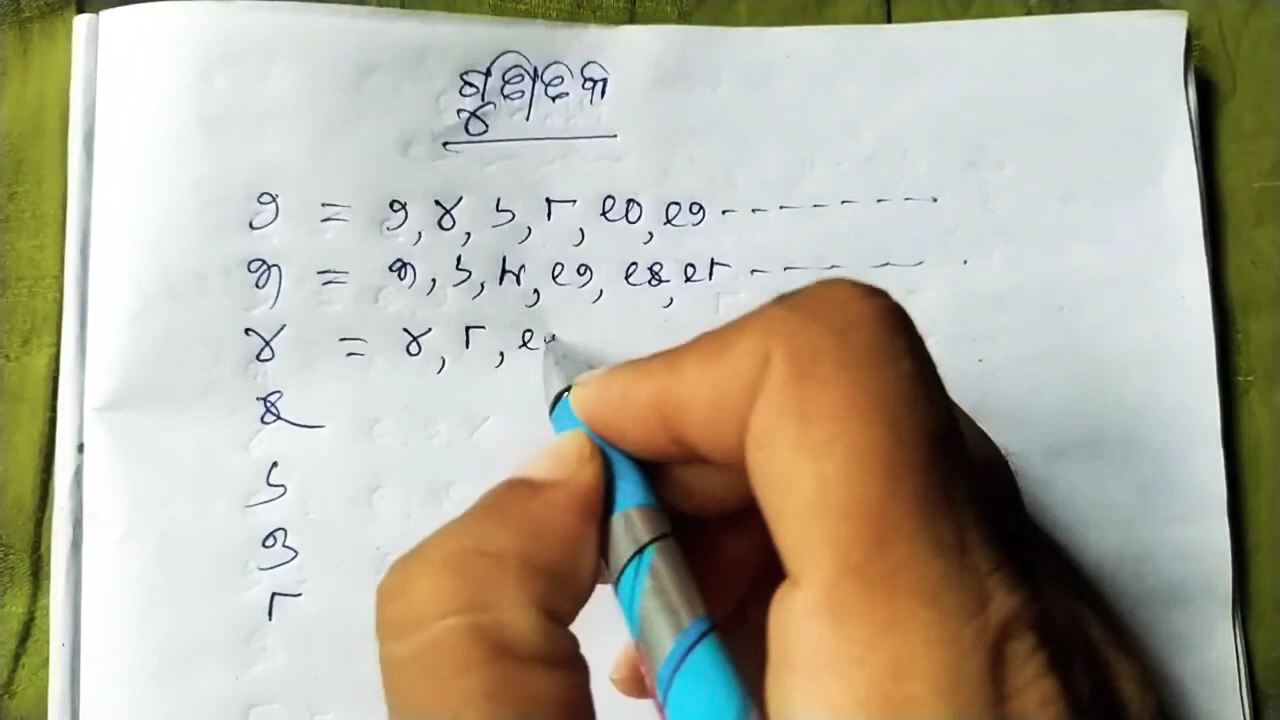 ଗୁଣିତକ
୨ = ୨, ୪, ୬, ୮, ୧୦, ୧୨ --------
୩ = ୩, ୬, ୯, ୧୨, ୧୫, ୧୮ ------
୪ = ୪, ୮, ୧
୫
୬
୭
୮